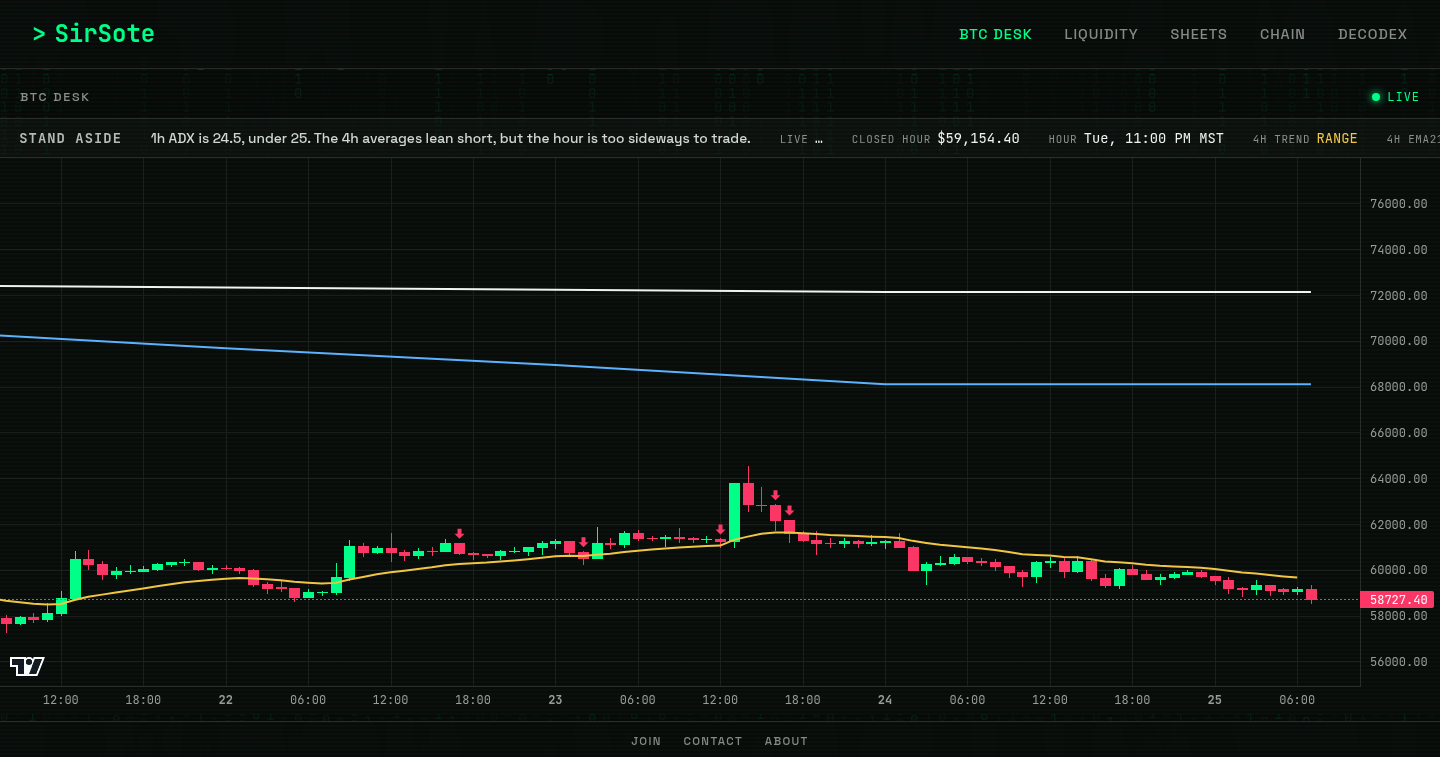 > SirSote
BTC DESK LIQUIDITY SHEETS CHAIN DECODEX
BTC DESK LIVE
STAND ASIDE 1h ADX is 24.5, under 25. The 4h averages lean short, but the hour is too sideways to trade. LIVE … CLOSED HOUR $59,154.40 HOUR Tue, 11:00 PM MST 4H TREND RANGE 4H EMA21
76000.00
74000.00
72000.00
70000.00
68000.00
66000.00
64000.00
62000.00
60000.00
58727.40
58000.00
56000.00
12:00 18:00 22 06:00 12:00 18:00 23 06:00 12:00 18:00 24 06:00 12:00 18:00 25 06:00
JOIN CONTACT ABOUT